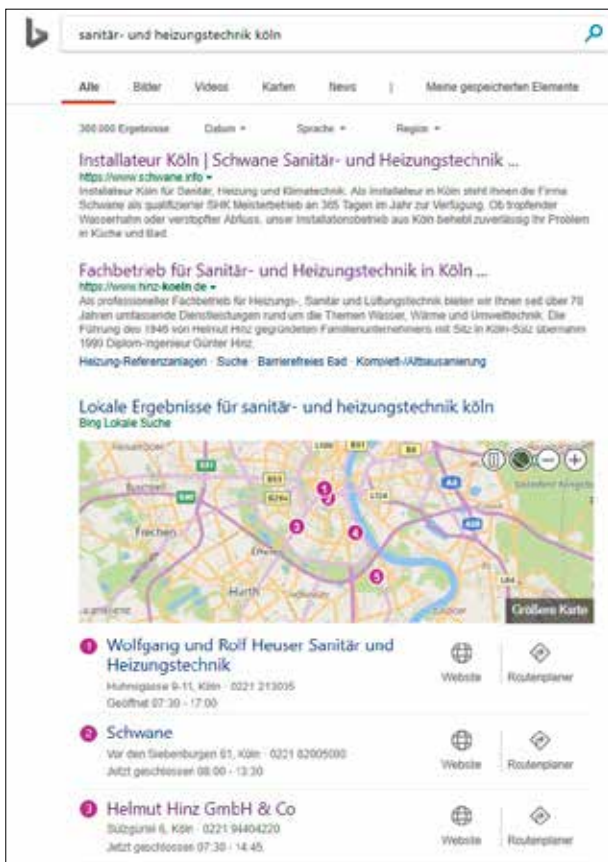 sanitär- und heizungstechnik köln
Alle Bilder Videos Karten News | Meine gespeicherten Elemente
300.000 Ergebnisse Datum Sprache Region
Installateur Köln | Schwane Sanitär- und Heizungstechnik ...
https://www.schwane.info
Installateur Köln für Sanitär, Heizung und Klimatechnik. Als Installateur in Köln steht Ihnen die Firma
Schwane als qualifizierter SHK Meisterbetrieb an 365 Tagen im Jahr zur Verfügung. Ob tropfender
Wasserhahn oder verstopfter Abfluss, unser Installationsbetrieb aus Köln behebt zuverlässig Ihr Problem
in Küche und Bad.
Fachbetrieb für Sanitär- und Heizungstechnik in Köln ...
https://www.hinz-koeln.de
Als professioneller Fachbetrieb für Heizungs-, Sanitär und Lüftungstechnik bieten wir Ihnen seit über 70
Jahren umfassende Dienstleistungen rund um die Themen Wasser, Wärme und Umwelttechnik. Die
Führung des 1946 von Helmut Hinz gegründeten Familienunternehmens mit Sitz in Köln-Sülz übernahm
1990 Diplom-Ingenieur Günter Hinz.
Heizung-Referenzanlagen · Suche · Barrierefreies Bad · Komplett-/Altbausanierung
Lokale Ergebnisse für sanitär- und heizungstechnik köln
Bing Lokale Suche
1
3
4
5
Frechen
Hürth
Größere Karte
1 Wolfgang und Rolf Heuser Sanitär und
Heizungstechnik
Huhnsgasse 9-11, Köln · 0221 213035
Geöffnet 07:30 - 17:00
Website Routenplaner
2 Schwane
Vor den Siebenburgen 61, Köln · 0221 82005080
Jetzt geschlossen 08:00 - 13:30
Website Routenplaner
3 Helmut Hinz GmbH & Co
Sülzgürtel 6, Köln · 0221 94404220
Jetzt geschlossen 07:30 - 14:45
Website Routenplaner